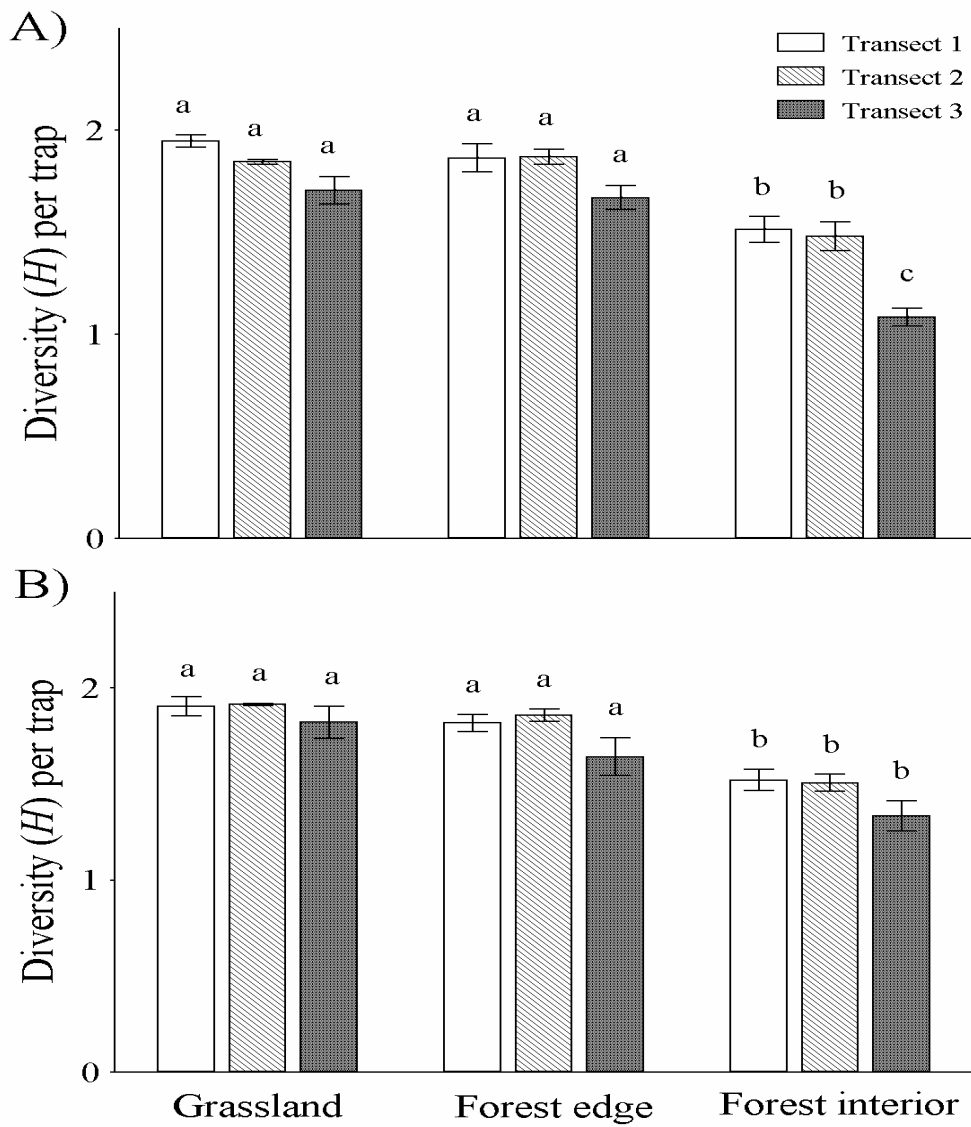 A)
Transect 1
Transect 2
Transect 3
Diversity (H) per trap
2
1
0
a
a
a
a
a
a
b
b
c
B)
Diversity (H) per trap
2
1
0
a
a
a
a
a
a
b
b
b
Grassland
Forest edge
Forest interior